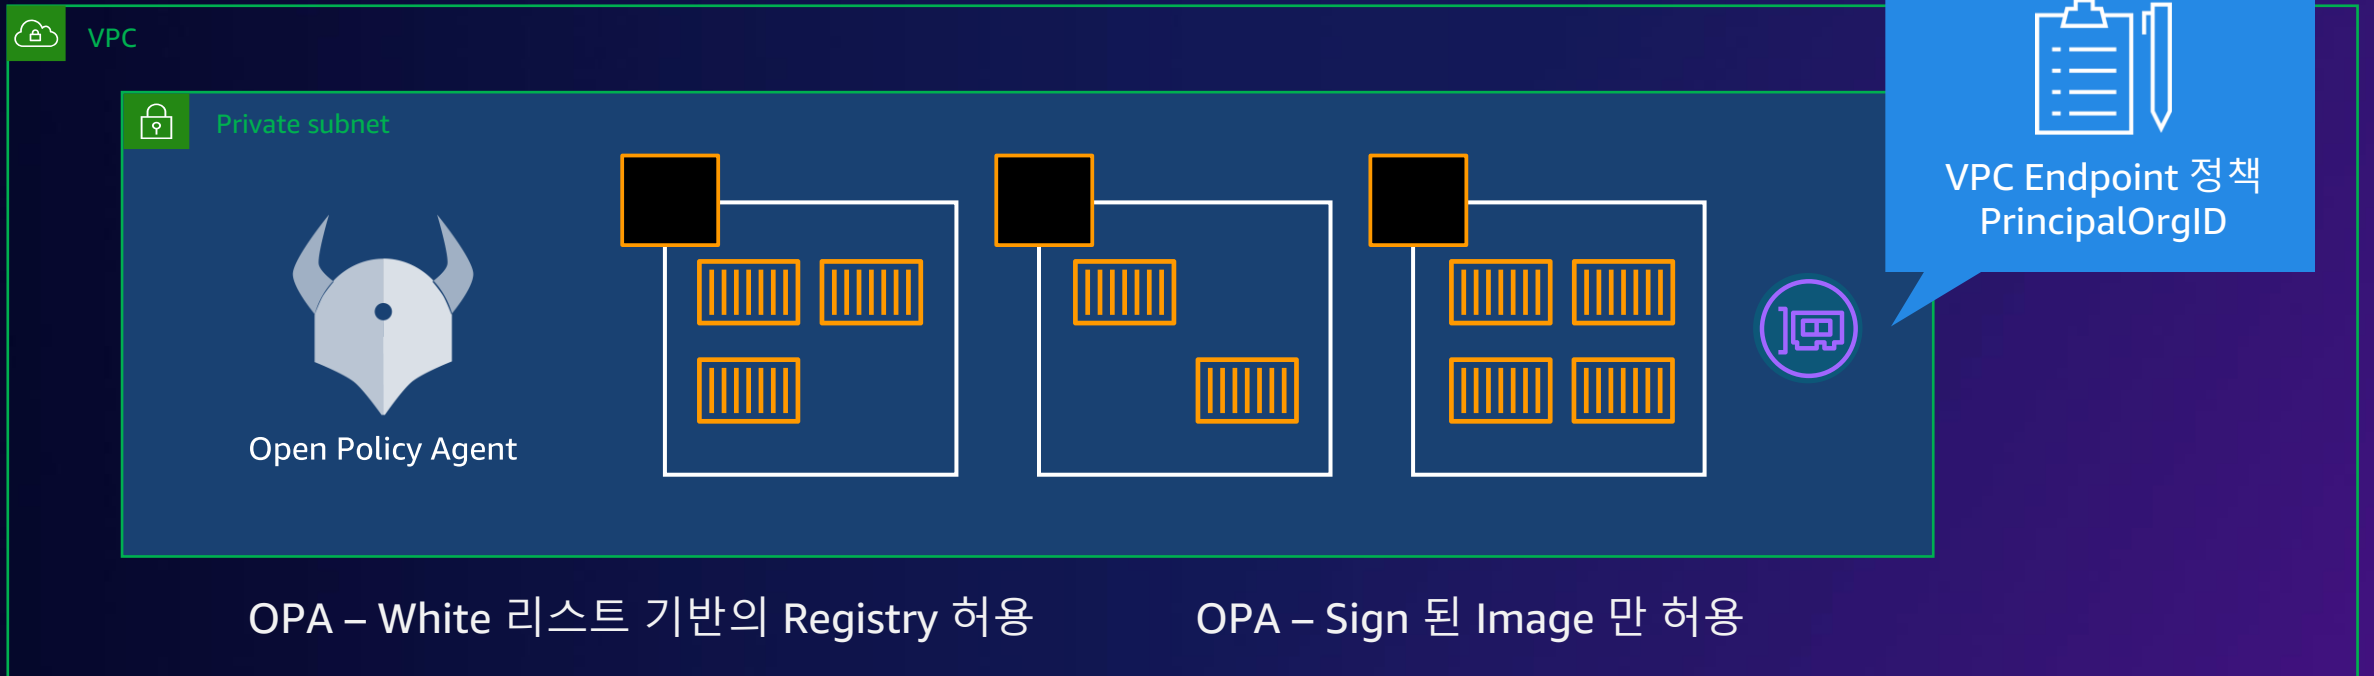 VPC
Private subnet
VPC Endpoint 정책
PrincipalOrgID
Open Policy Agent
OPA – White 리스트 기반의 Registry 허용
OPA – Sign 된 Image 만 허용